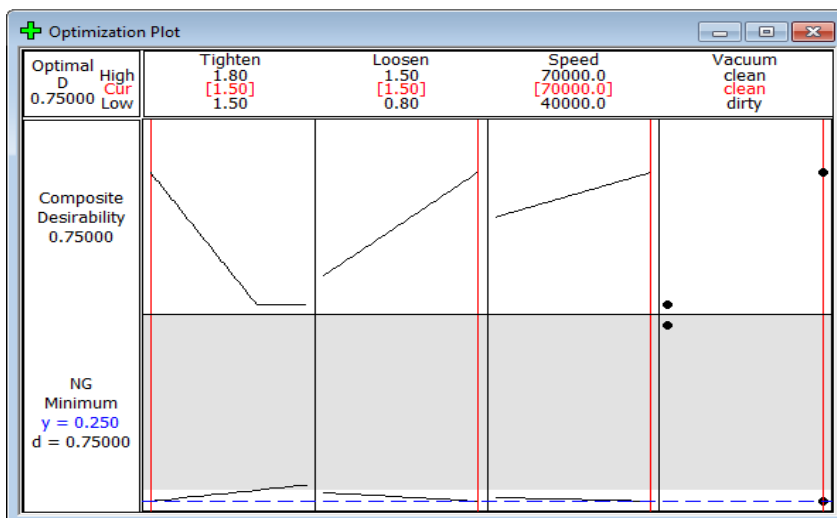 Optimization Plot
Optimal High
D Cur
0.75000 Low
Tighten
1.80
[1.50]
1.50
Loosen
1.50
[1.50]
0.80
Speed
70000.0
[70000.0]
40000.0
Vacuum
clean
clean
dirty
Composite
Desirability
0.75000
NG
Minimum
y = 0.250
d = 0.75000